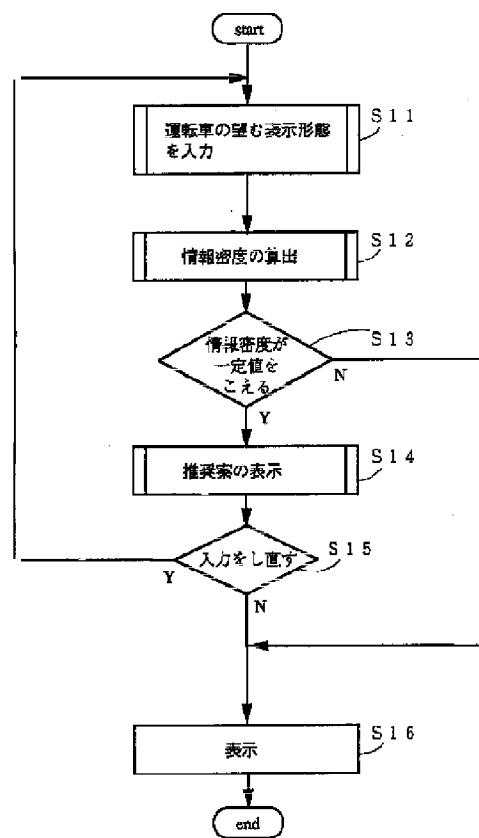 start
運転車の望む表示形態
を入力
S11
情報密度の算出
S12
情報密度が
一定値を
こえる
S13
N
Y
推奨案の表示
S14
入力をし直す
S15
Y
N
表示
S16
end